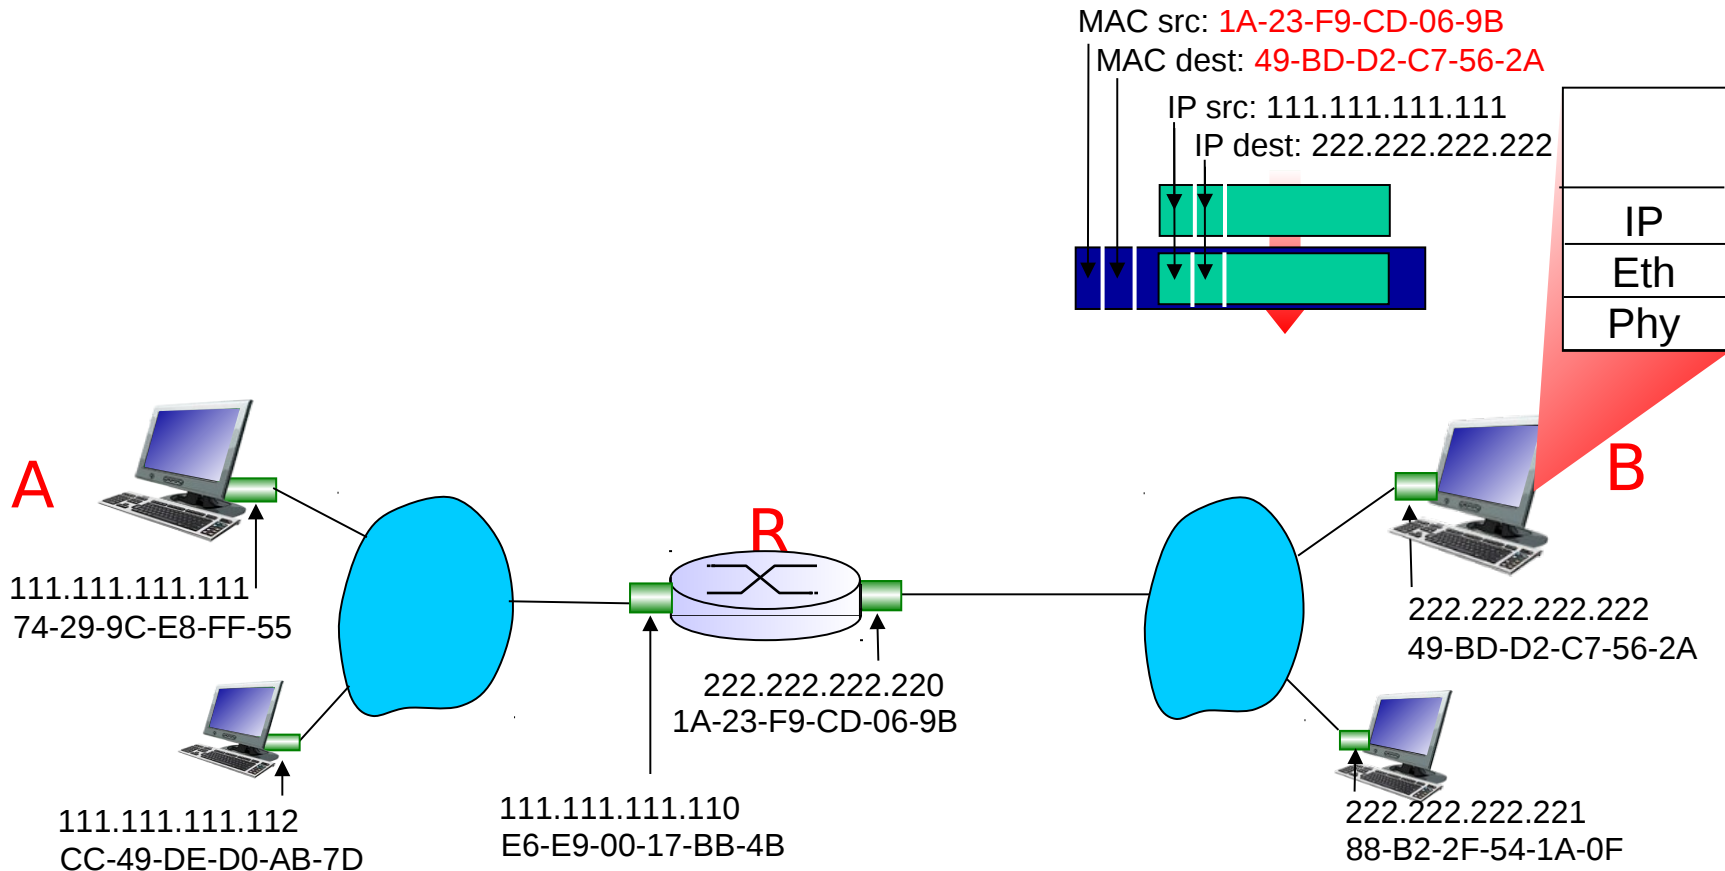 MAC src: 1A-23-F9-CD-06-9B
MAC dest: 49-BD-D2-C7-56-2A
IP src: 111.111.111.111
IP dest: 222.222.222.222
IP
Eth
Phy
A
B
R
111.111.111.111
74-29-9C-E8-FF-55
222.222.222.222
49-BD-D2-C7-56-2A
222.222.222.220
1A-23-F9-CD-06-9B
111.111.111.112
CC-49-DE-D0-AB-7D
111.111.111.110
E6-E9-00-17-BB-4B
222.222.222.221
88-B2-2F-54-1A-0F